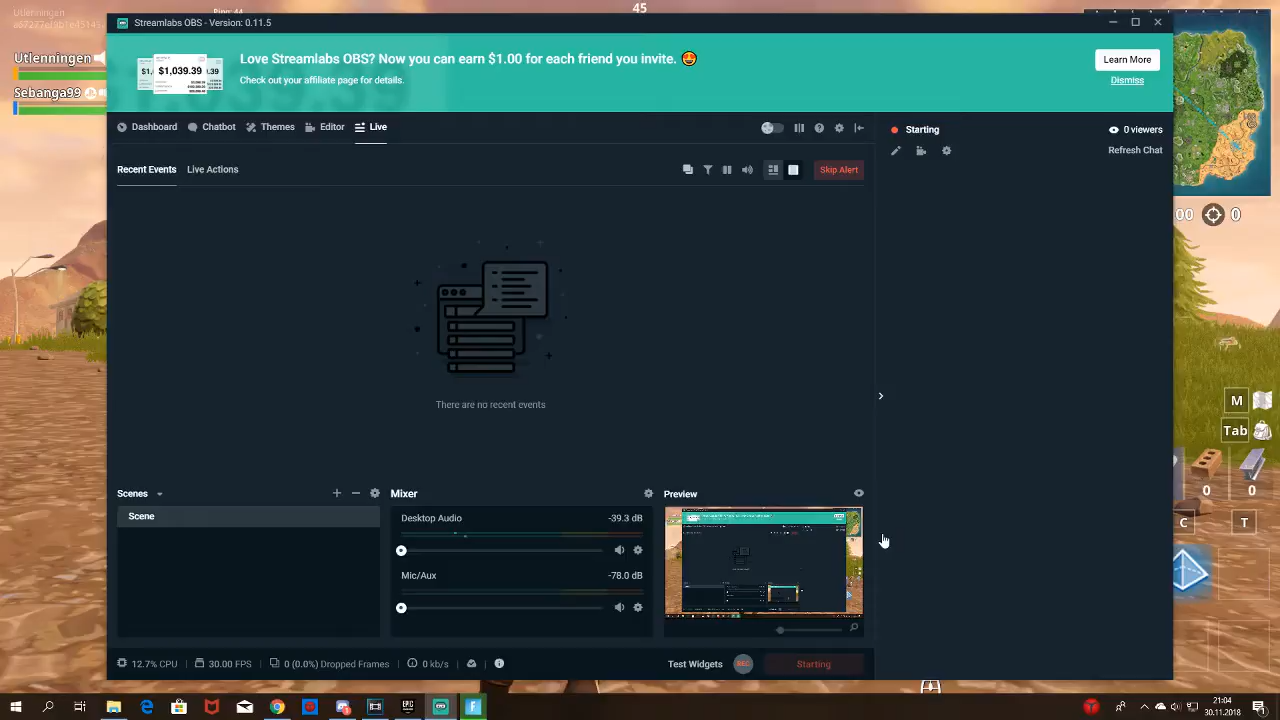 45
Streamlabs OBS - Version: 0.11.5
Utlenningen
Sebanga99
$1,039.39
Love Streamlabs OBS? Now you can earn $1.00 for each friend you invite.
Check out your affiliate page for details.
Learn More
Dismiss
Dashboard
Chatbot
Themes
Editor
Live
Starting
0 viewers
Refresh Chat
Recent Events
Live Actions
Skip Alert
00
0
There are no recent events
M
Tab
0
0
C
T
Scenes
Scene
Mixer
Desktop Audio
-39.3 dB
Mic/Aux
-78.0 dB
Preview
12.7% CPU
30.00 FPS
0 (0.0%) Dropped Frames
0 kb/s
Test Widgets
REC
Starting
21:04
30.11.2018